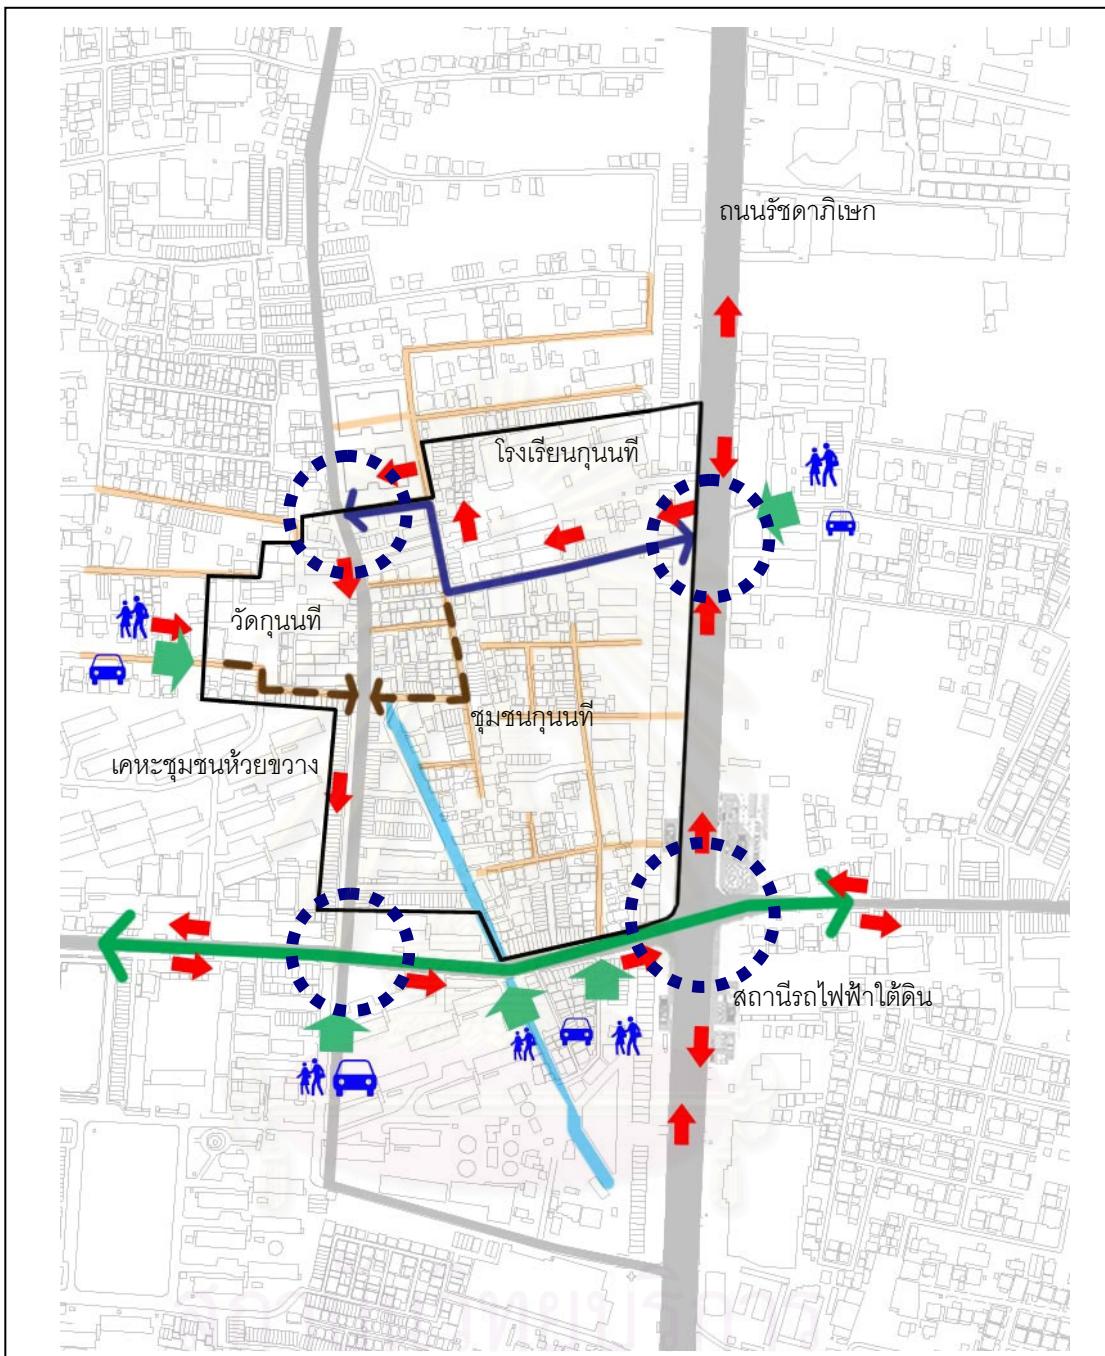 ถนนรัชดาภิเษก
โรงเรียนกุนนที
วัดกุนนที
ชุมชนกุนนที
เคหะชุมชนห้วยขวาง
สถานีรถไฟฟ้าใต้ดิน